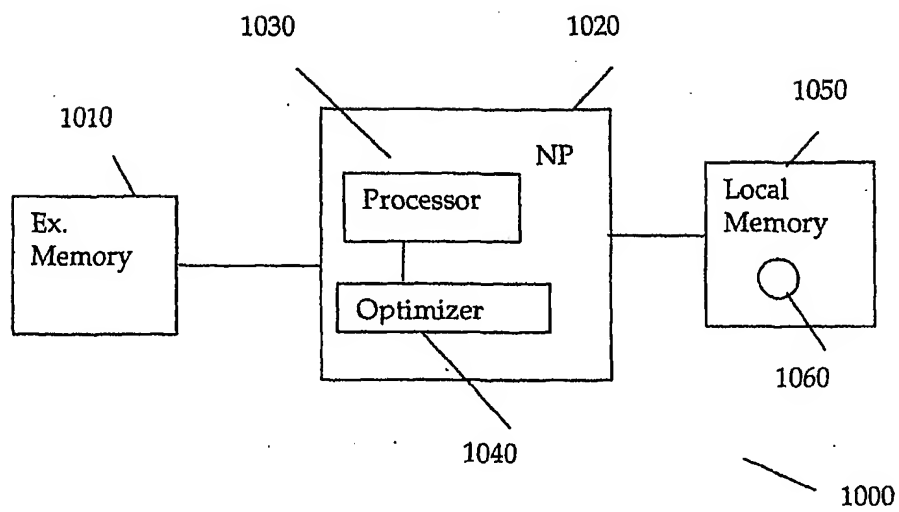 1030
1020
1010
1050
NP
Ex.
Memory
Processor
Local
Memory
Optimizer
1060
1040
1000